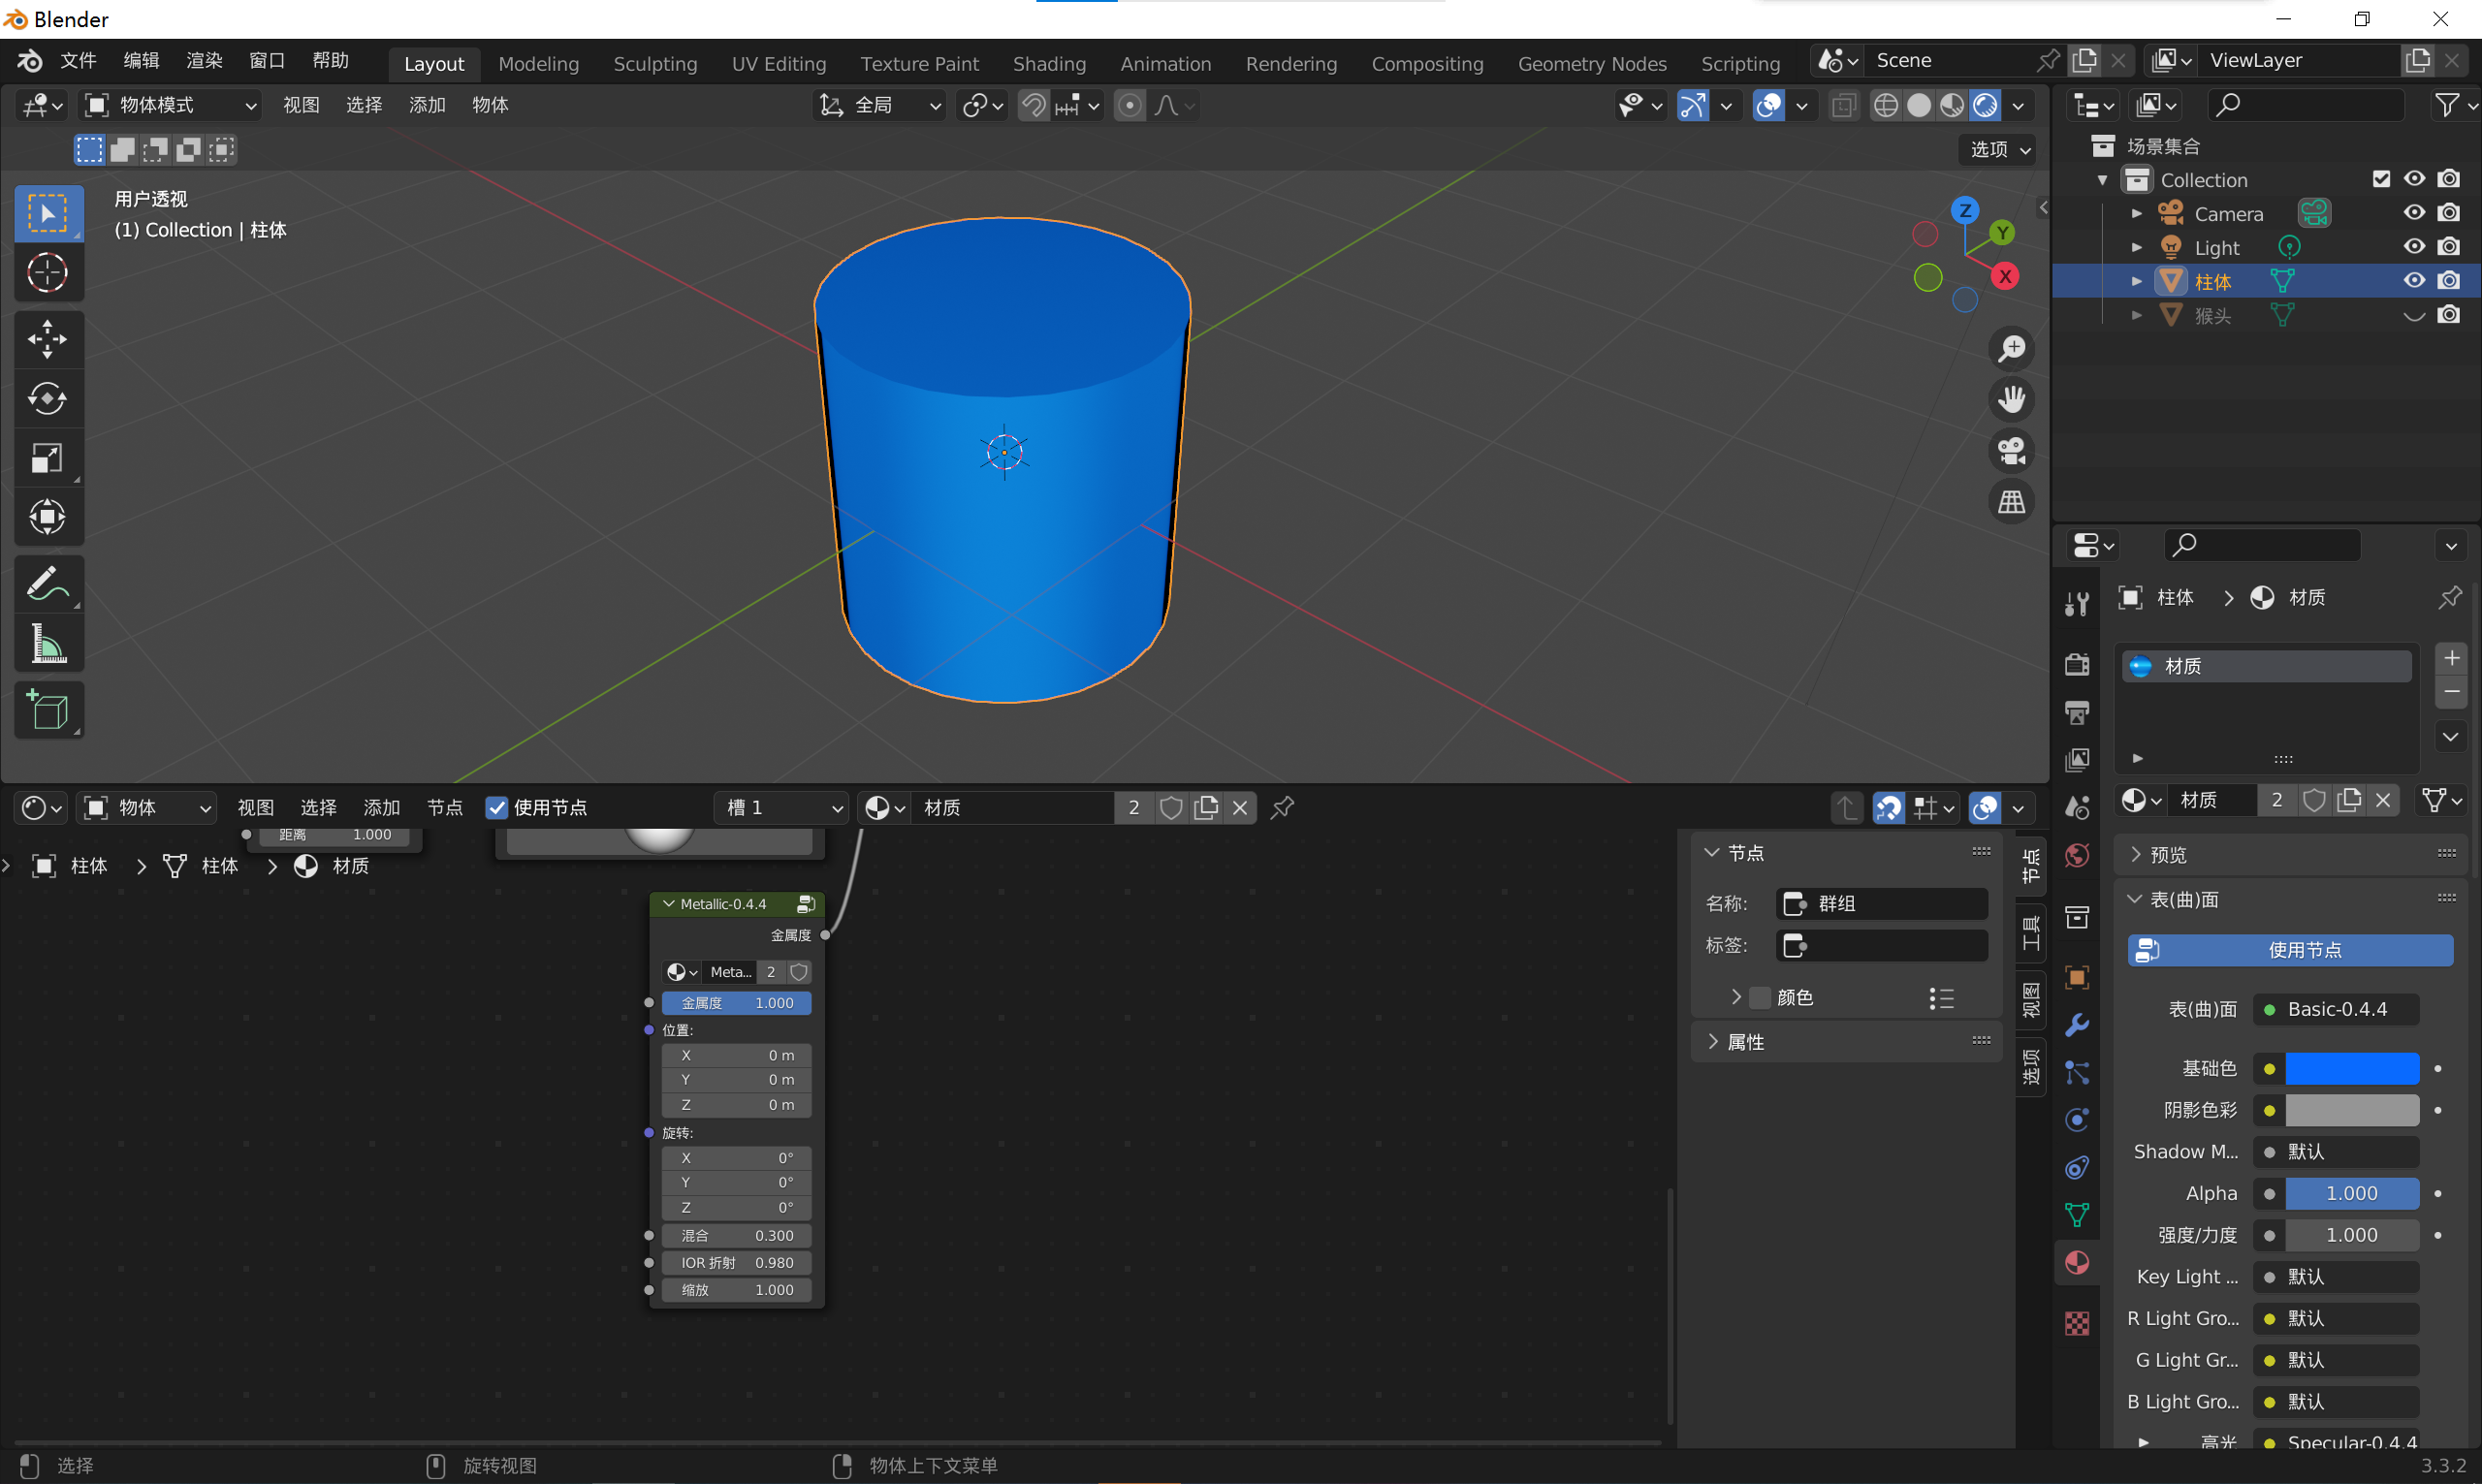 Blender
文件 编辑 渲染 窗口 帮助 Layout Modeling Sculpting UV Editing Texture Paint Shading Animation Rendering Compositing Geometry Nodes Scripting Scene ViewLayer
物体模式 视图 选择 添加 物体 全局
选项
用户透视
(1) Collection | 柱体
Z
Y
X
场景集合
Collection
Camera
Light
柱体
猴头
柱体 材质
材质
材质 2
预览
表(曲)面
使用节点
表(曲)面 Basic-0.4.4
基础色
阴影色彩
Shadow M... 默认
Alpha 1.000
强度/力度 1.000
Key Light ... 默认
R Light Gro... 默认
G Light Gr... 默认
B Light Gro... 默认
高光 Specular-0.4.4
物体 视图 选择 添加 节点 使用节点 槽 1 材质 2
距离 1.000
柱体 柱体 材质
Metallic-0.4.4
金属度
Meta... 2
金属度 1.000
位置:
X 0 m
Y 0 m
Z 0 m
旋转:
X 0°
Y 0°
Z 0°
混合 0.300
IOR 折射 0.980
缩放 1.000
节点
名称: 群组
标签:
颜色
属性
节点
工具
视图
选项
选择 旋转视图 物体上下文菜单 3.3.2